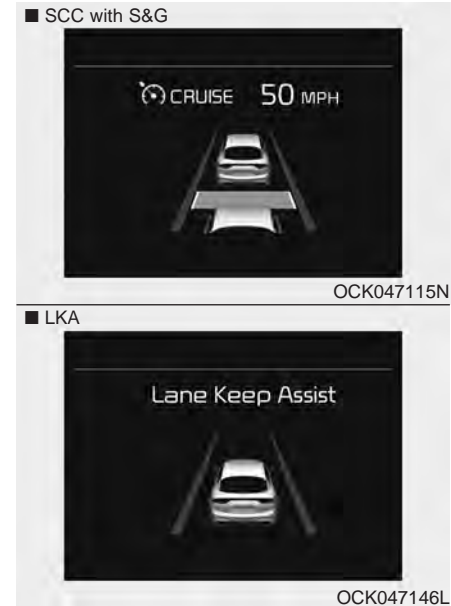 ■ SCC with S&G
CRUISE 50 MPH
OCK047115N
■ LKA
Lane Keep Assist
OCK047146L